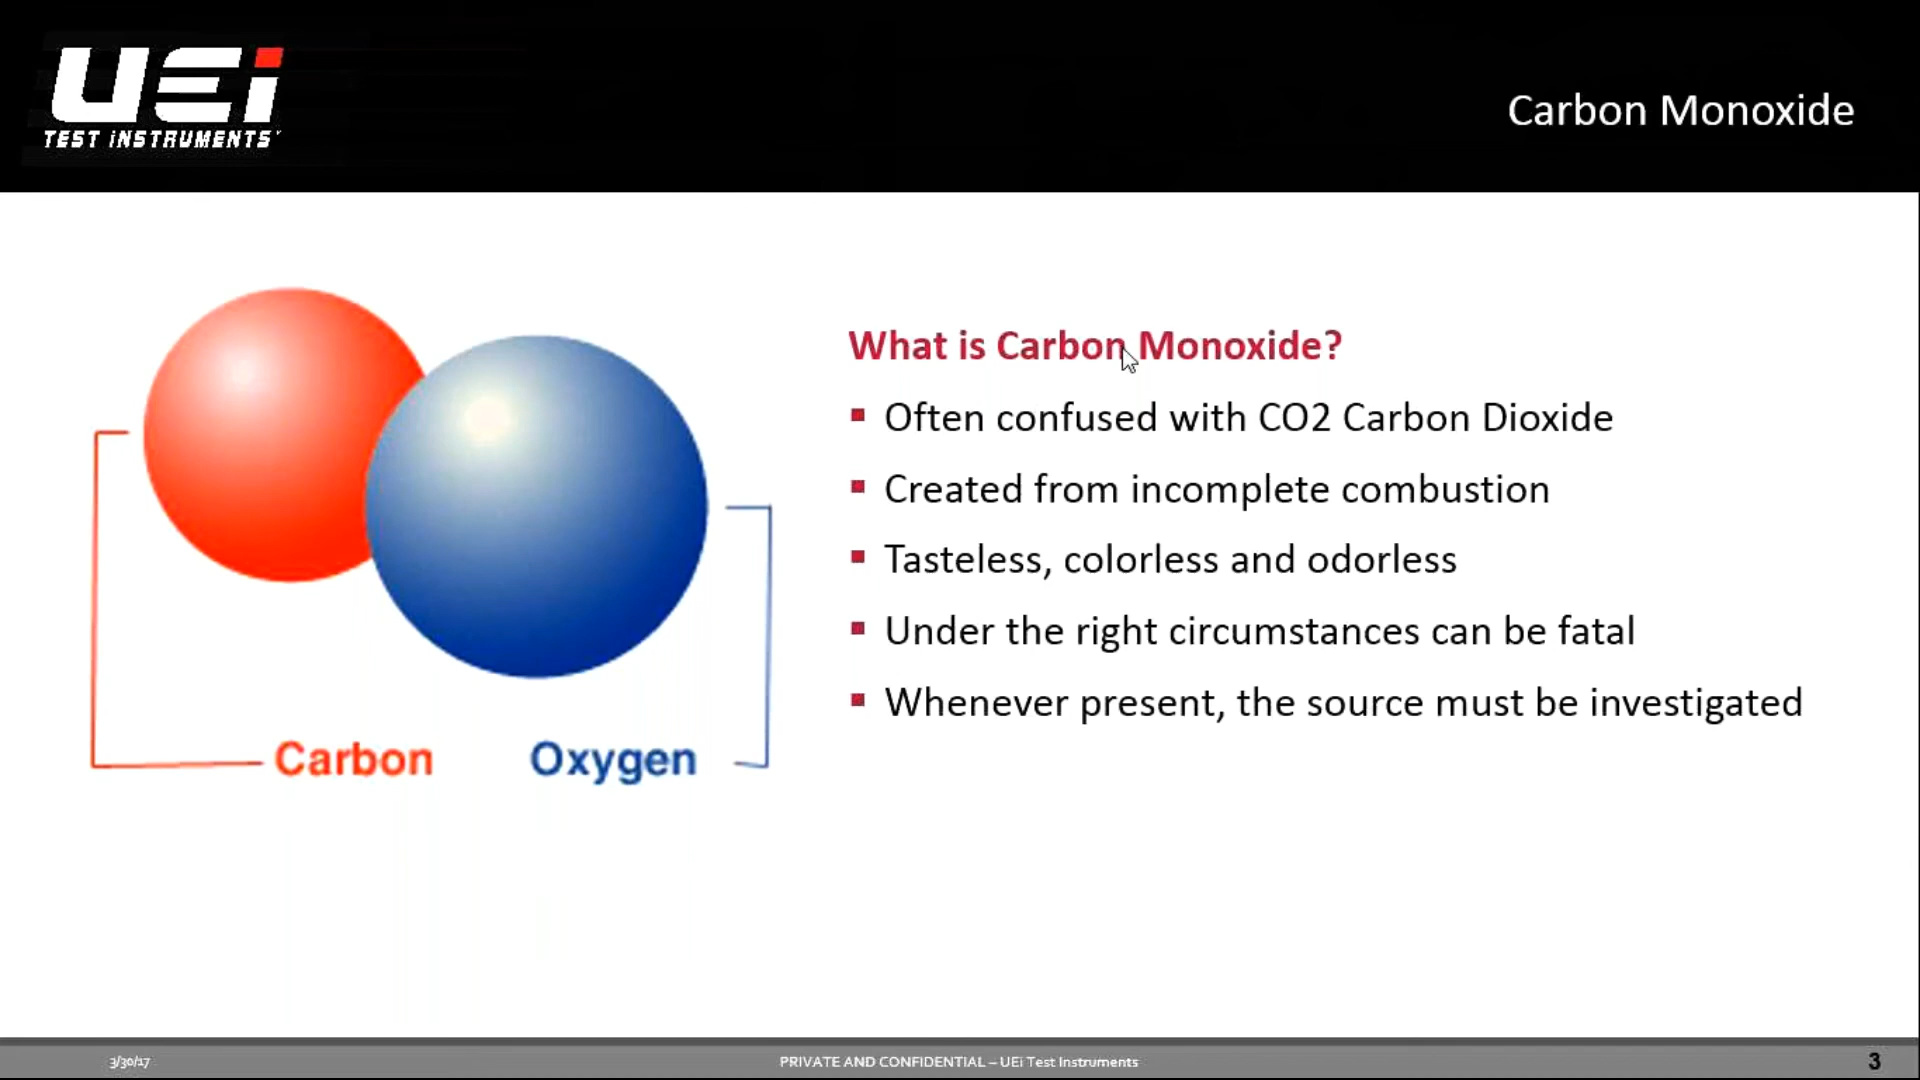 UEi
TEST INSTRUMENTS
Carbon Monoxide
What is Carbon Monoxide?
Often confused with CO2 Carbon Dioxide
Created from incomplete combustion
Tasteless, colorless and odorless
Under the right circumstances can be fatal
Whenever present, the source must be investigated
Carbon
Oxygen
3/30/17
PRIVATE AND CONFIDENTIAL – UEi Test Instruments
3